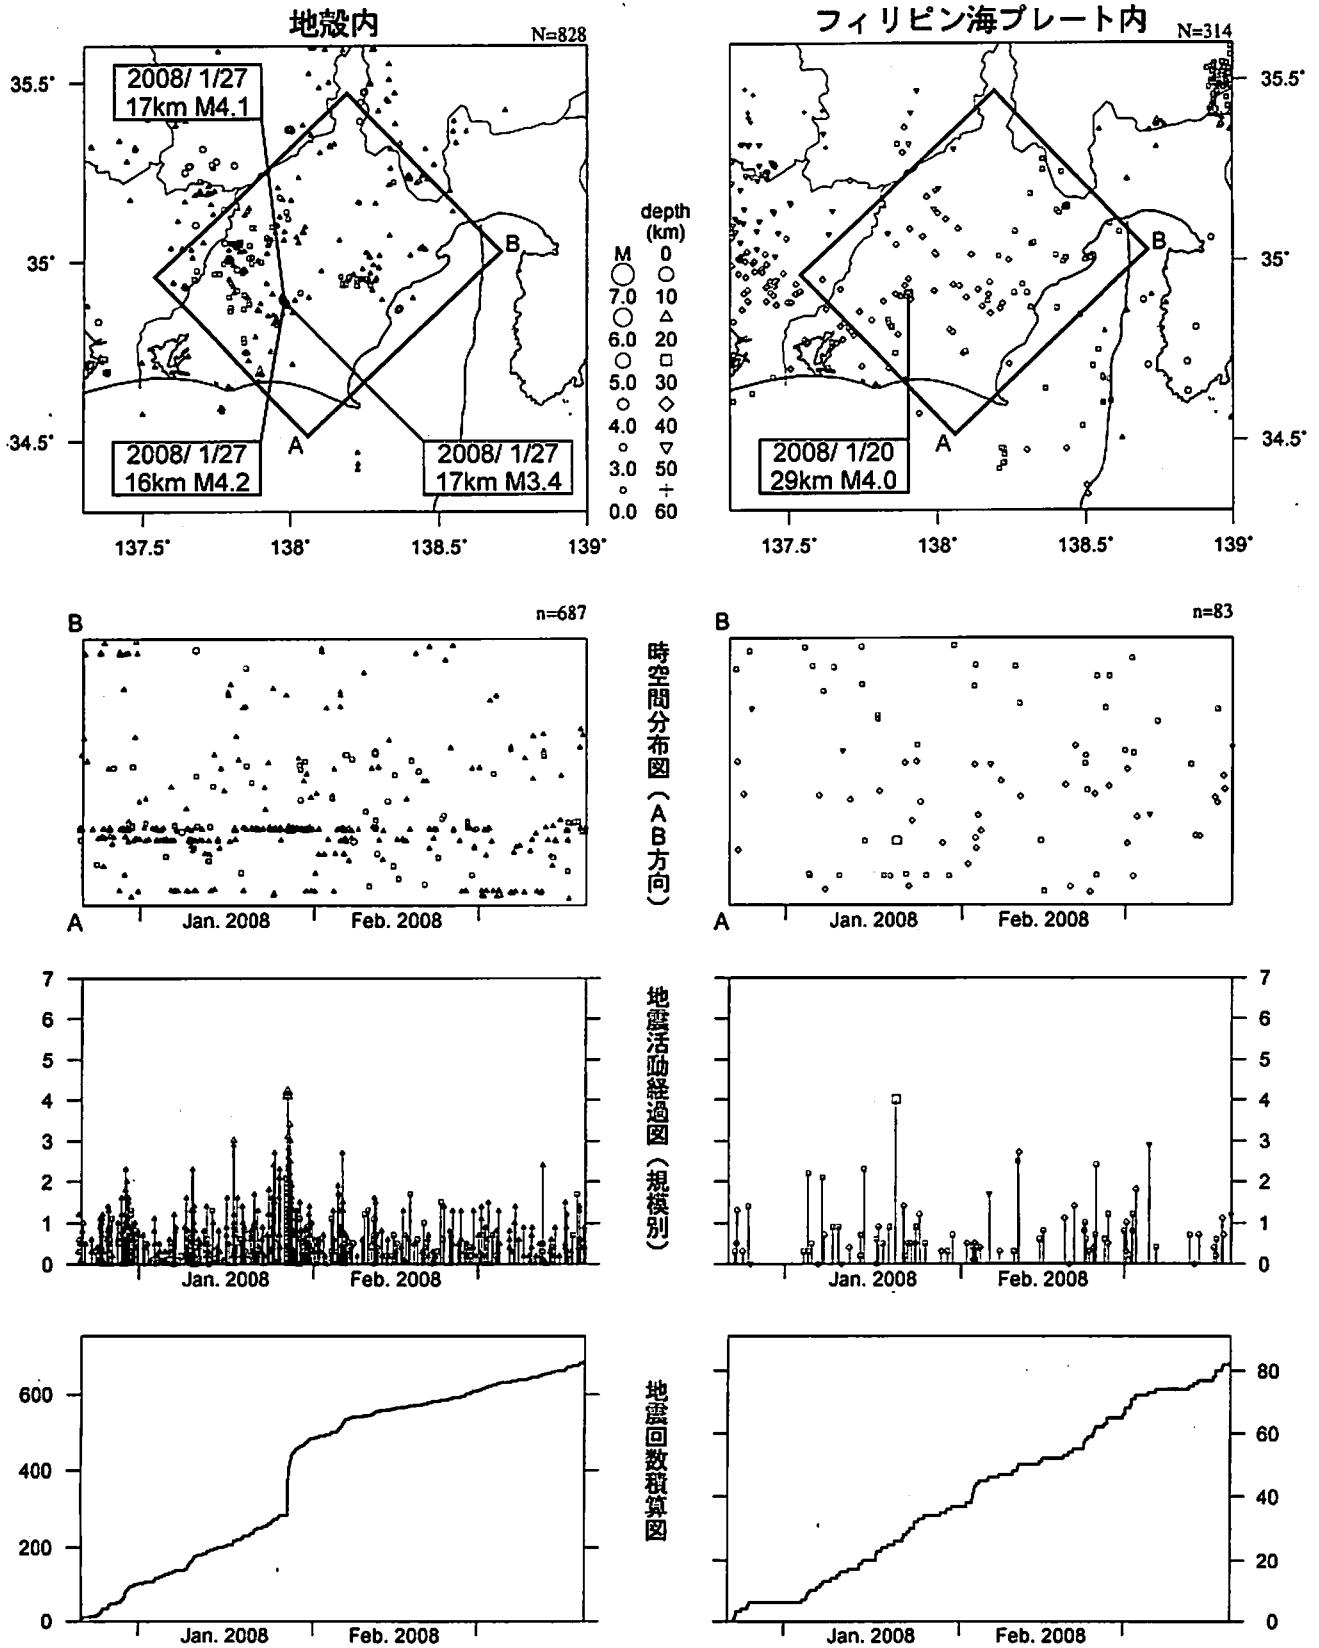 地殻内
N=828
フィリピン海プレート内
N=314
35.5°
35°
34.5°
2008/ 1/27
17km M4.1
2008/ 1/27
16km M4.2
2008/ 1/27
17km M3.4
A
B
137.5°
138°
138.5°
139°
depth
(km)
M
0
7.0
10
6.0
20
5.0
30
4.0
40
3.0
50
0.0
60
35.5°
35°
34.5°
2008/ 1/20
29km M4.0
A
B
137.5°
138°
138.5°
139°
B
n=687
A
Jan. 2008
Feb. 2008
時空間分布図(AB方向)
B
n=83
A
Jan. 2008
Feb. 2008
7
6
5
4
3
2
1
0
Jan. 2008
Feb. 2008
地震活動経過図(規模別)
7
6
5
4
3
2
1
0
Jan. 2008
Feb. 2008
600
400
200
0
Jan. 2008
Feb. 2008
地震回数積算図
80
60
40
20
0
Jan. 2008
Feb. 2008